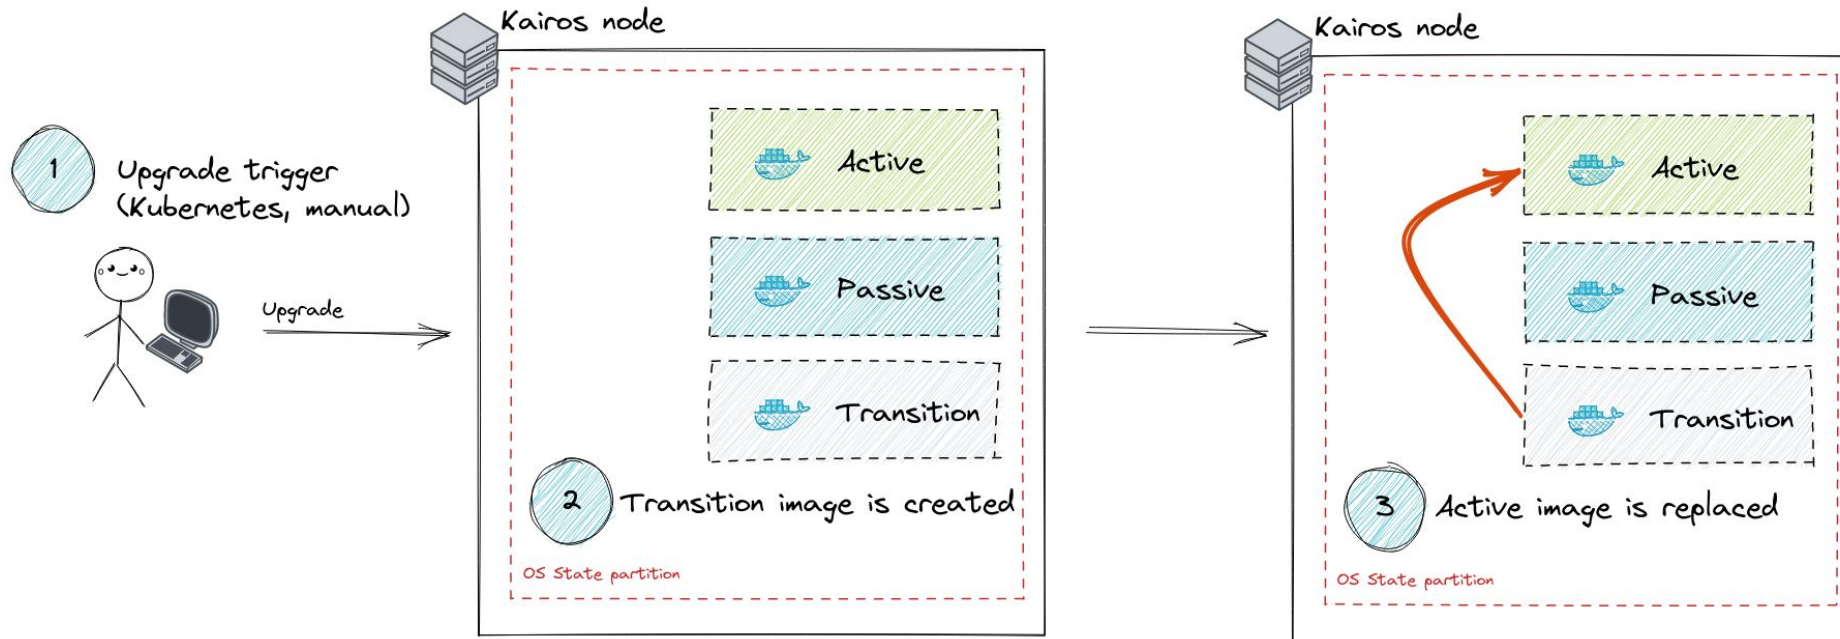 Kairos node
Kairos node
1
Upgrade trigger
(Kubernetes, manual)
Upgrade
Active
Passive
Transition
2
Transition image is created
OS State partition
Active
Passive
Transition
3
Active image is replaced
OS State partition